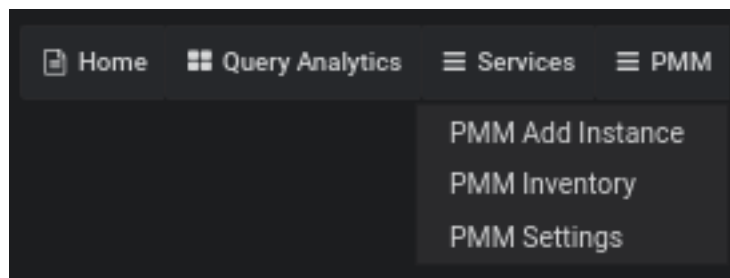 Home Query Analytics Services PMM
PMM Add Instance
PMM Inventory
PMM Settings